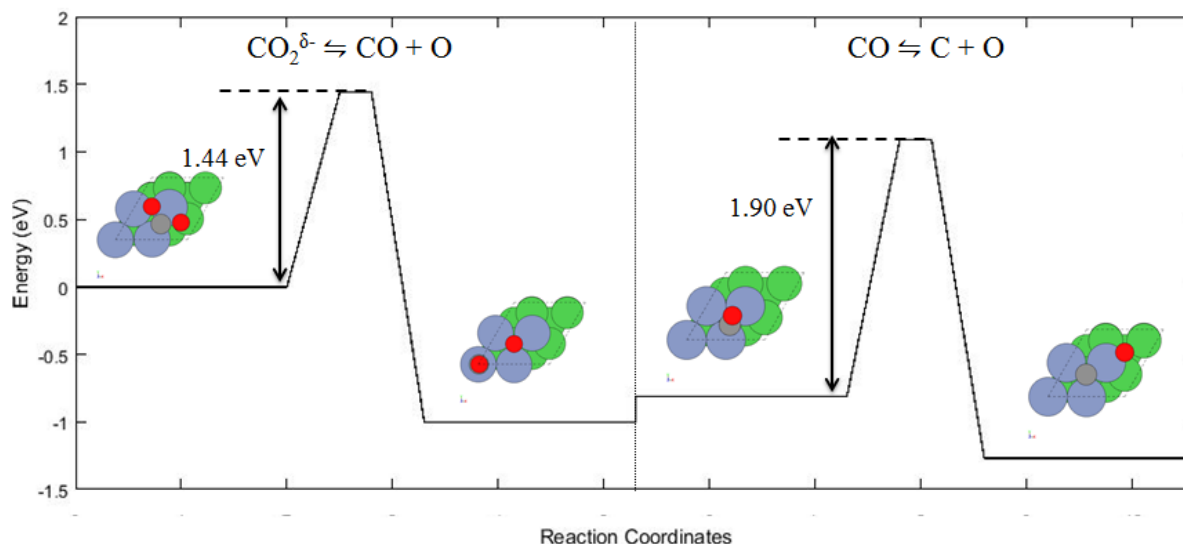 CO₂^δ- ⇋ CO + O
CO ⇋ C + O
2
1.5
1
0.5
0
-0.5
-1
-1.5
Energy (eV)
1.44 eV
1.90 eV
Reaction Coordinates